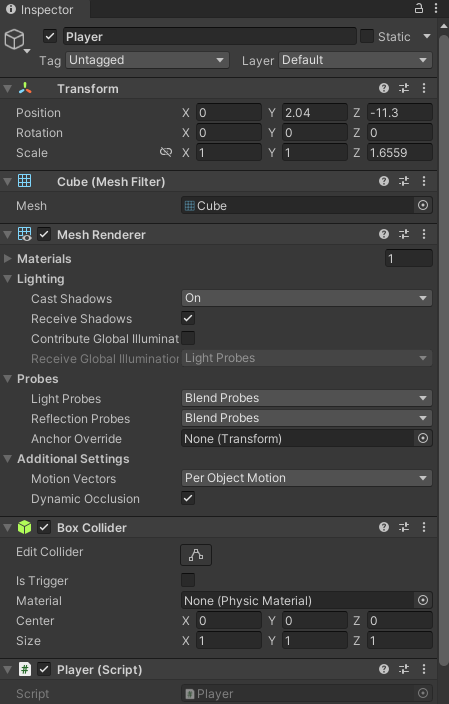 Inspector
Player
Static
Tag Untagged Layer Default
Transform
Position X 0 Y 2.04 Z -11.3
Rotation X 0 Y 0 Z 0
Scale X 1 Y 1 Z 1.6559
Cube (Mesh Filter)
Mesh Cube
Mesh Renderer
Materials 1
Lighting
Cast Shadows On
Receive Shadows
Contribute Global Illuminat
Receive Global Illumination Light Probes
Probes
Light Probes Blend Probes
Reflection Probes Blend Probes
Anchor Override None (Transform)
Additional Settings
Motion Vectors Per Object Motion
Dynamic Occlusion
Box Collider
Edit Collider
Is Trigger
Material None (Physic Material)
Center X 0 Y 0 Z 0
Size X 1 Y 1 Z 1
# Player (Script)
Script Player